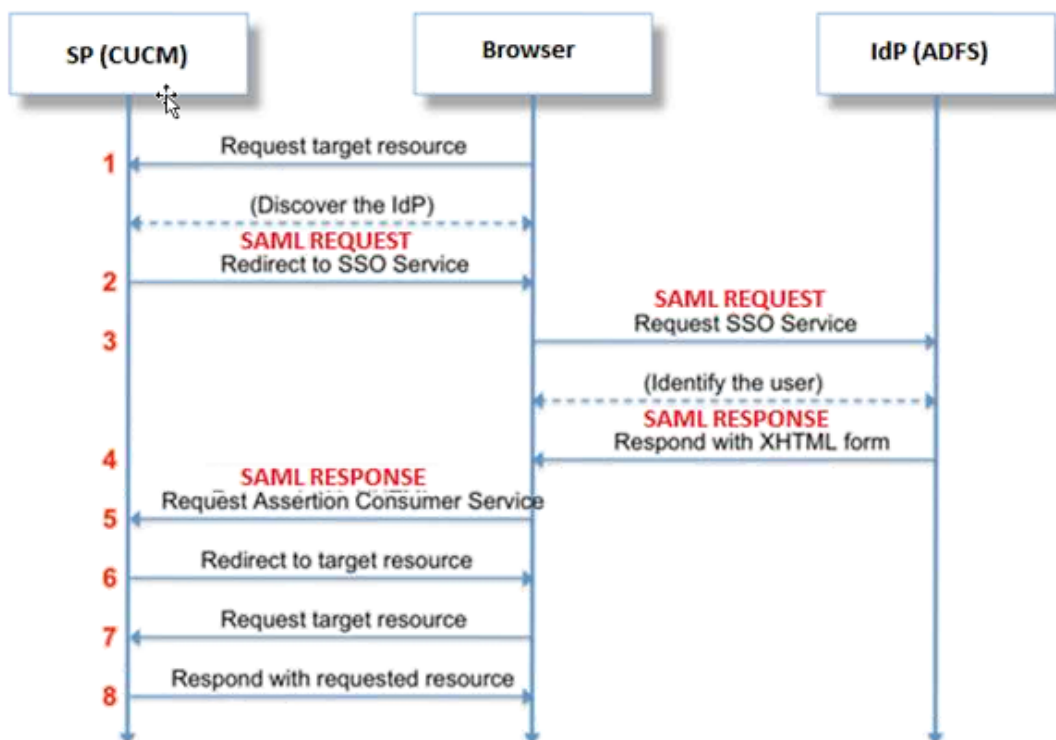 SP (CUCM)
Browser
IdP (ADFS)
1
Request target resource
(Discover the IdP)
SAML REQUEST
2
Redirect to SSO Service
SAML REQUEST
3
Request SSO Service
(Identify the user)
SAML RESPONSE
4
Respond with XHTML form
SAML RESPONSE
5
Request Assertion Consumer Service
6
Redirect to target resource
7
Request target resource
8
Respond with requested resource